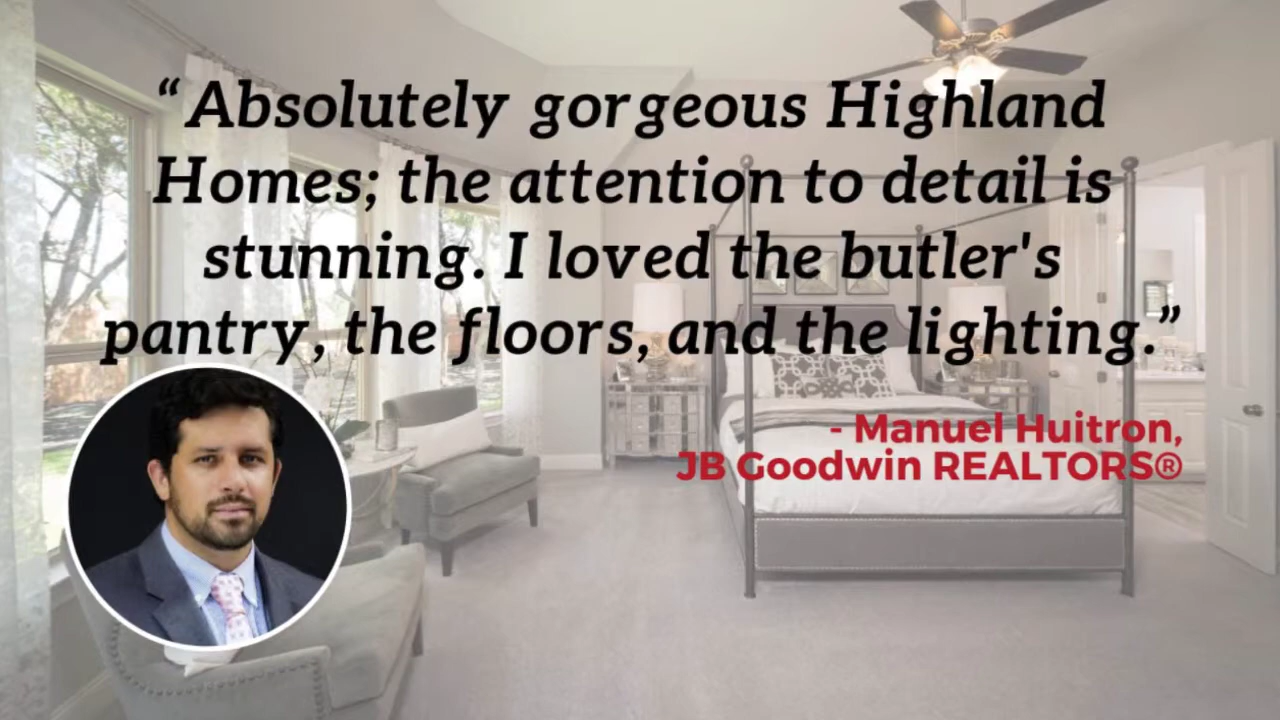 “Absolutely gorgeous Highland
Homes; the attention to detail is
stunning. I loved the butler's
pantry, the floors, and the lighting.”
- Manuel Huitron,
JB Goodwin REALTORS®